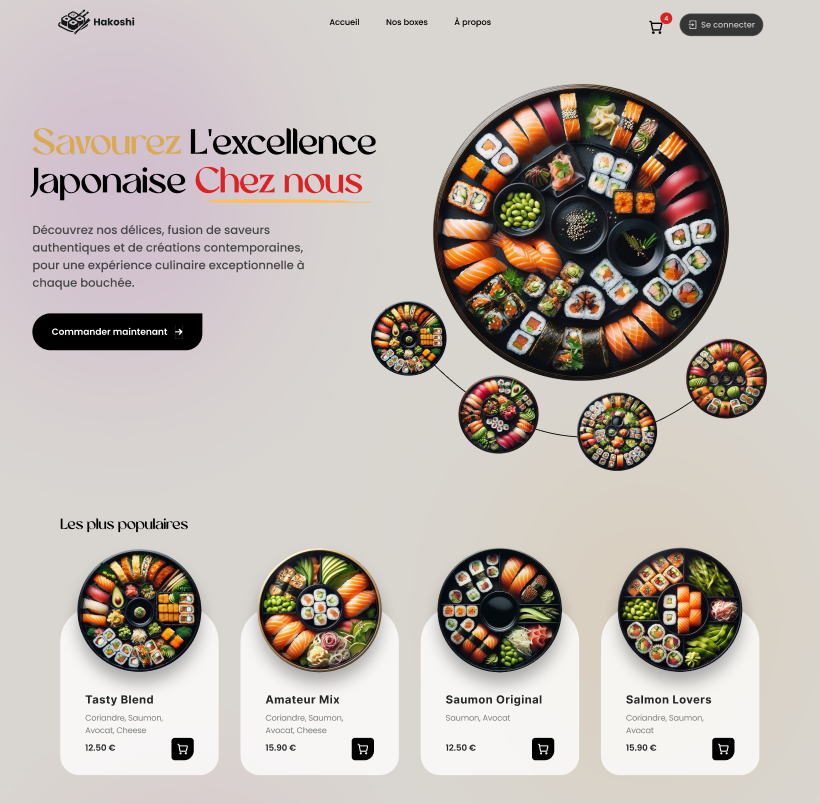 Hakoshi
Accueil
Nos boxes
À propos
4
Se connecter
Savourez L'excellence
Japonaise Chez nous
Découvrez nos délices, fusion de saveurs
authentiques et de créations contemporaines,
pour une expérience culinaire exceptionnelle à
chaque bouchée.
Commander maintenant
Les plus populaires
Tasty Blend
Coriandre, Saumon,
Avocat, Cheese
12.50 €
Amateur Mix
Coriandre, Saumon,
Avocat, Cheese
15.90 €
Saumon Original
Saumon, Avocat
12.50 €
Salmon Lovers
Coriandre, Saumon,
Avocat
15.90 €